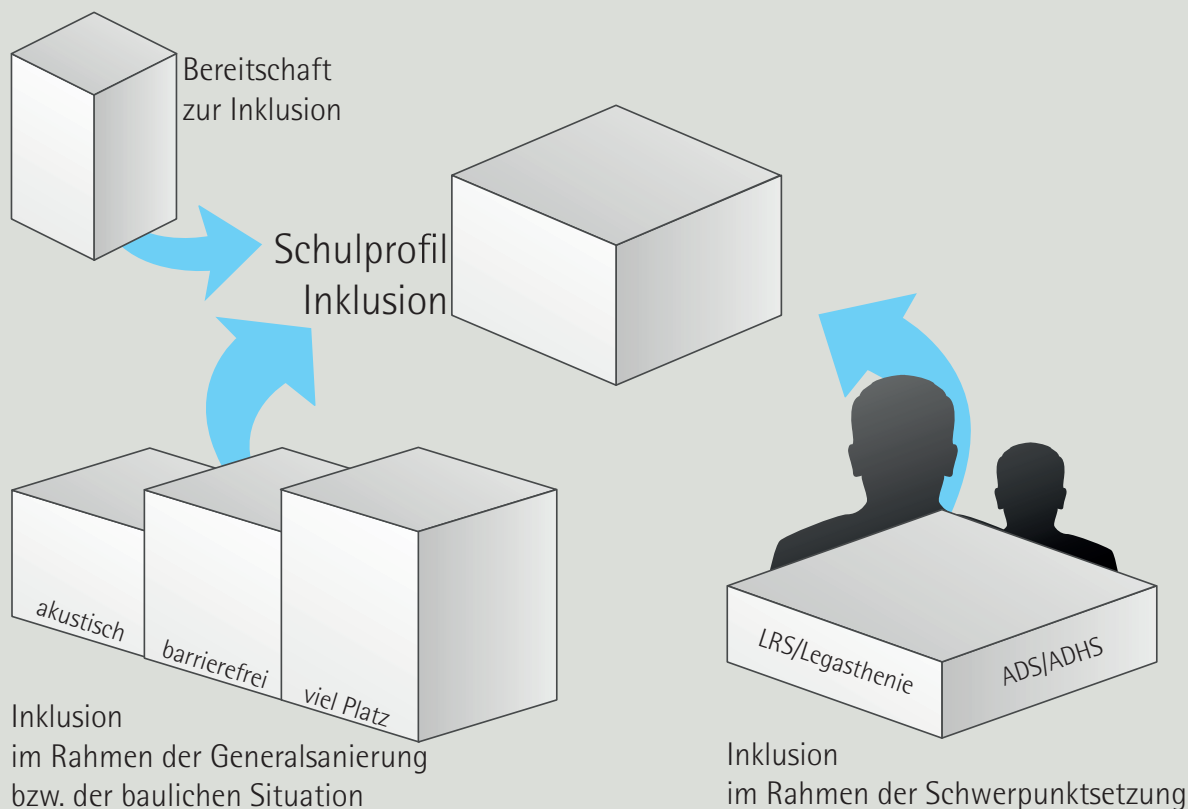 Bereitschaft
zur Inklusion
Schulprofil
Inklusion
akustisch
barrierefrei
viel Platz
Inklusion
im Rahmen der Generalsanierung
bzw. der baulichen Situation
LRS/Legasthenie
ADS/ADHS
Inklusion
im Rahmen der Schwerpunktsetzung